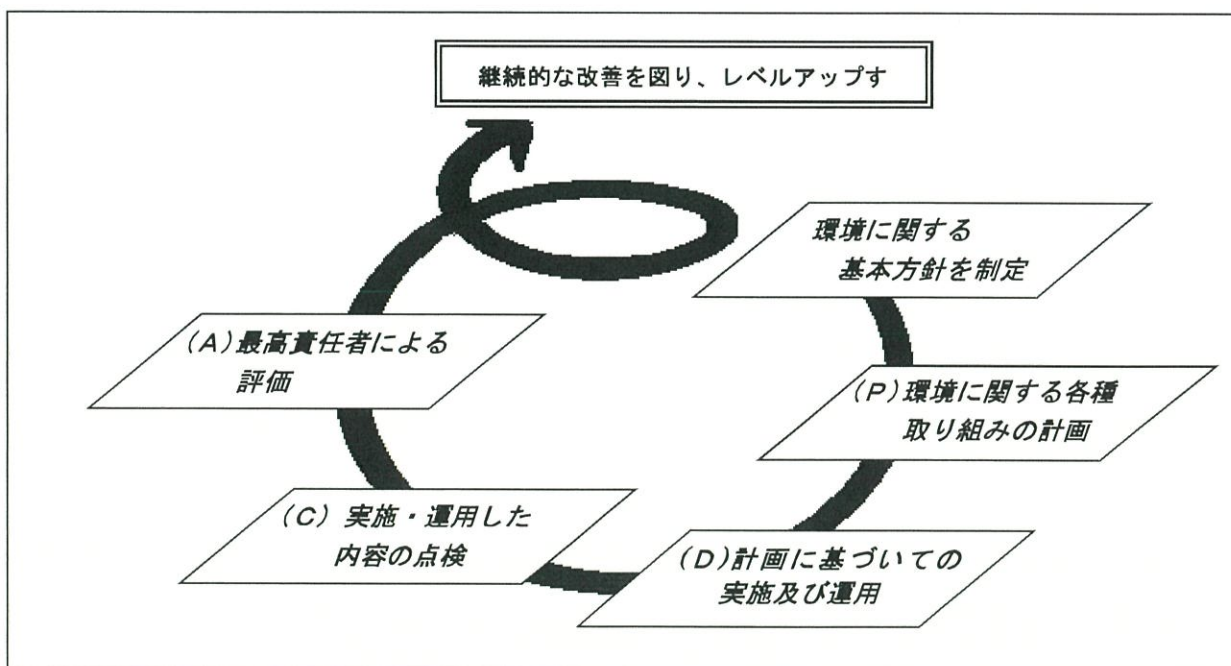 継続的な改善を図り、レベルアップす
環境に関する
基本方針を制定
(P)環境に関する各種
取り組みの計画
(D)計画に基づいての
実施及び運用
(C) 実施・運用した
内容の点検
(A)最高責任者による
評価